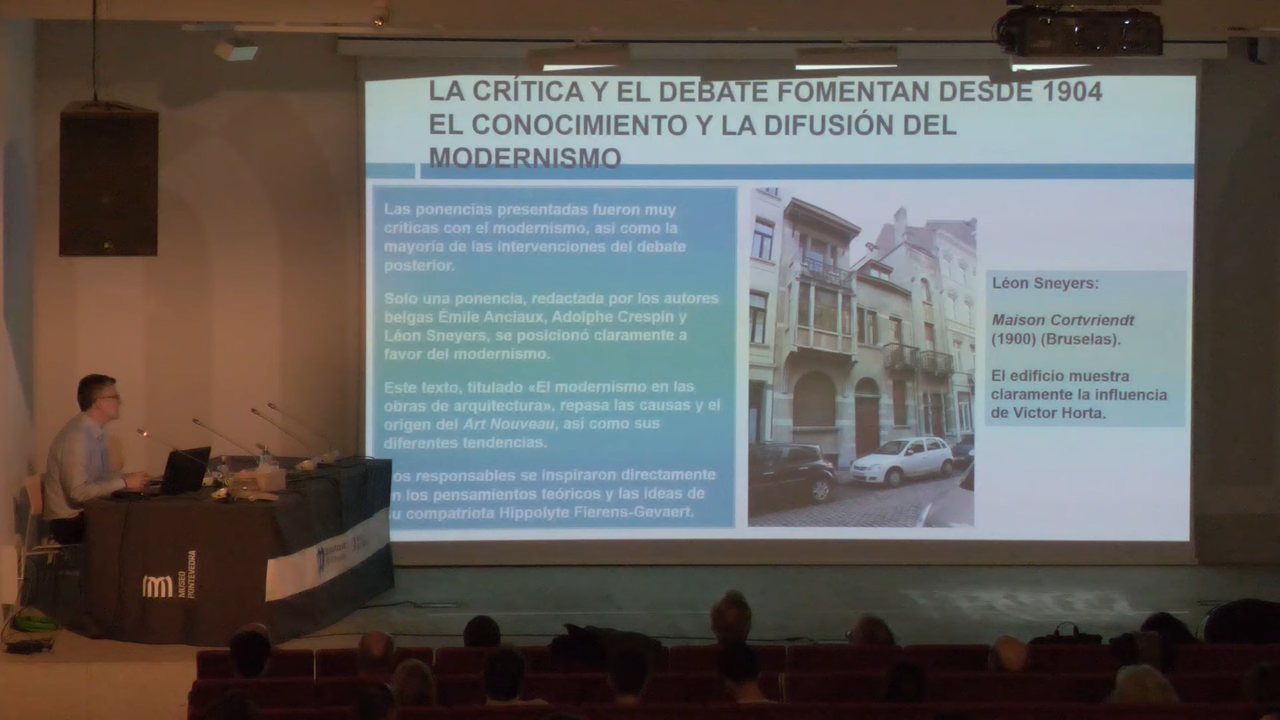 LA CRÍTICA Y EL DEBATE FOMENTAN DESDE 1904
EL CONOCIMIENTO Y LA DIFUSIÓN DEL
MODERNISMO
Las ponencias presentadas fueron muy
críticas con el modernismo, así como la
mayoría de las intervenciones del debate
posterior.
Solo una ponencia, redactada por los autores
belgas Émile Anciaux, Adolphe Crespin y
Léon Sneyers, se posicionó claramente a
favor del modernismo.
Este texto, titulado «El modernismo en las
obras de arquitectura», repasa las causas y el
origen del Art Nouveau, así como sus
diferentes tendencias.
os responsables se inspiraron directamente
n los pensamientos teóricos y las ideas de
u compatriota Hippolyte Fierens-Gevaert.
Léon Sneyers:
Maison Cortvriendt
(1900) (Bruselas).
El edificio muestra
claramente la influencia
de Victor Horta.
MUSEO
PONTEVEDRA